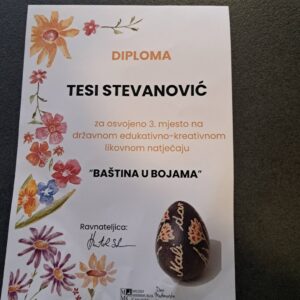 DIPLOMA
TESI STEVANOVIĆ
za osvojeno 3. mjesto na
državnom edukativno-kreativnom
likovnom natječaju
"BAŠTINA U BOJAMA"
Ravnateljica: